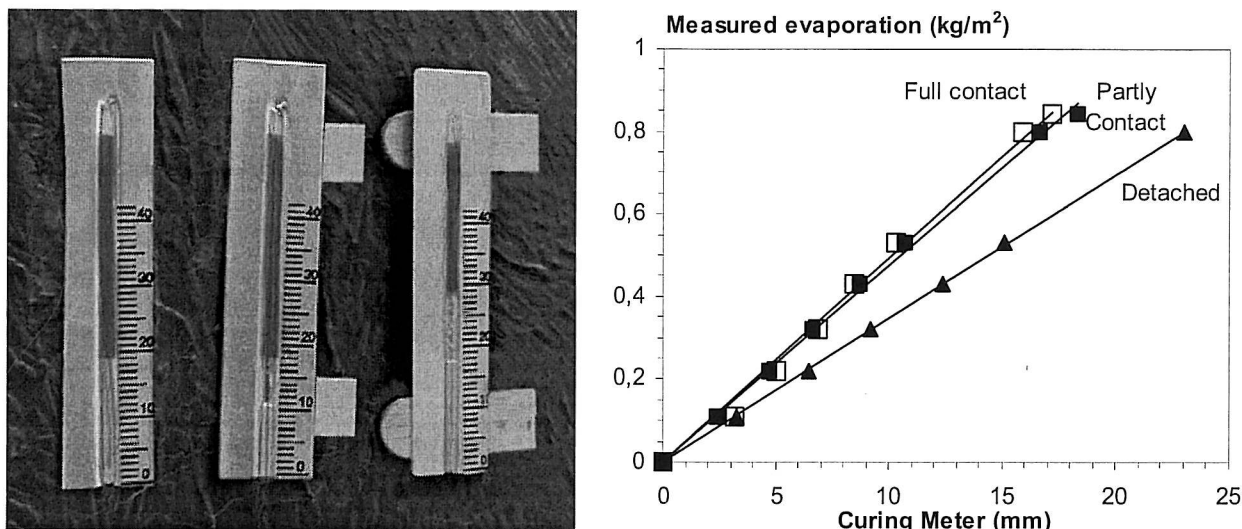 40
30
20
10
0
40
30
20
10
0
40
30
20
0
Measured evaporation (kg/m²)
1
0,8
0,6
0,4
0,2
0
Full contact
Partly
Contact
Detached
0 5 10 15 20 25
Curing Meter (mm)